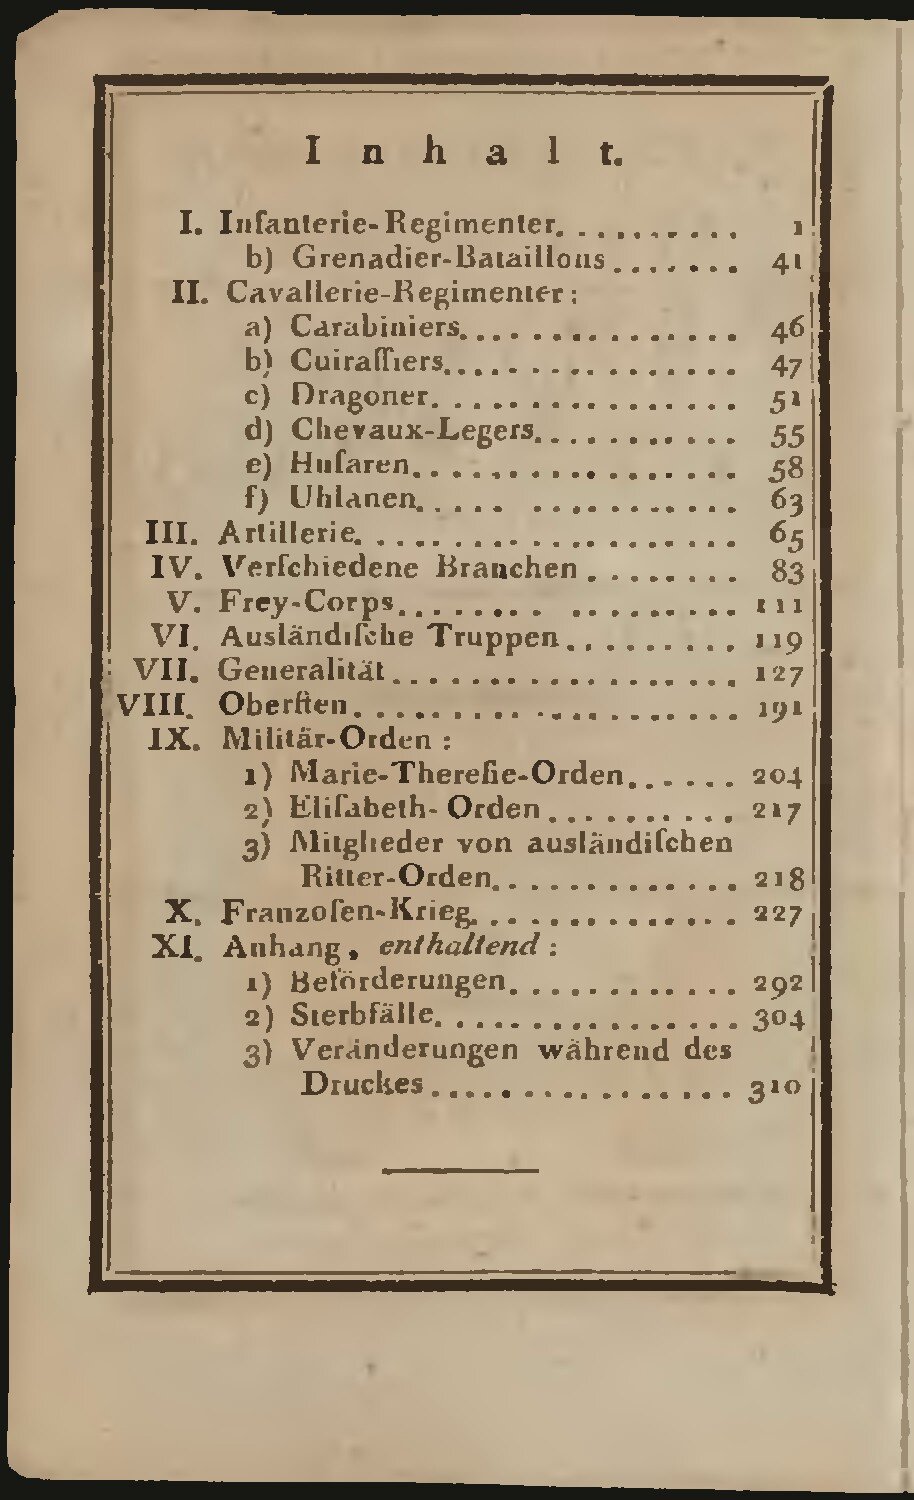 Inhalt.
I. Inſanterie-Regimenter. . . . . . . . . . 1
b) Grenadier-Bataillons . . . . . . . 41
II. Cavallerie-Regimenter:
a) Carabiniers. . . . . . . . . . . . . . . 46
b) Cuiraſſiers. . . . . . . . . . . . . . . . 47
c) Dragoner. . . . . . . . . . . . . . . . 51
d) Chevaux-Legers. . . . . . . . . . . 55
e) Huſaren. . . . . . . . . . . . . . . . . 58
f) Uhlanen. . . . . . . . . . . . . . . . 63
III. Artillerie. . . . . . . . . . . . . . . . . . . 65
IV. Verſchiedene Branchen . . . . . . . . 83
V. Frey-Corps. . . . . . . . . . . . . . . . . 111
VI. Ausländiſche Truppen. . . . . . . . . . 119
VII. Generalität . . . . . . . . . . . . . . . . . . 127
VIII. Oberſten. . . . . . . . . . . . . . . . . . . . 191
IX. Militär-Orden :
1) Marie-Thereſie-Orden. . . . . . . 204
2) Eliſabeth-Orden . . . . . . . . . . 217
3) Mitglieder von ausländiſchen
Ritter-Orden. . . . . . . . . . . . . 218
X. Franzoſen-Krieg. . . . . . . . . . . . . . 227
XI. Anhang, enthaltend :
1) Beförderungen. . . . . . . . . . . . 292
2) Sterbfälle. . . . . . . . . . . . . . . . 304
3) Veränderungen während des
Druckes . . . . . . . . . . . . . . . . 310